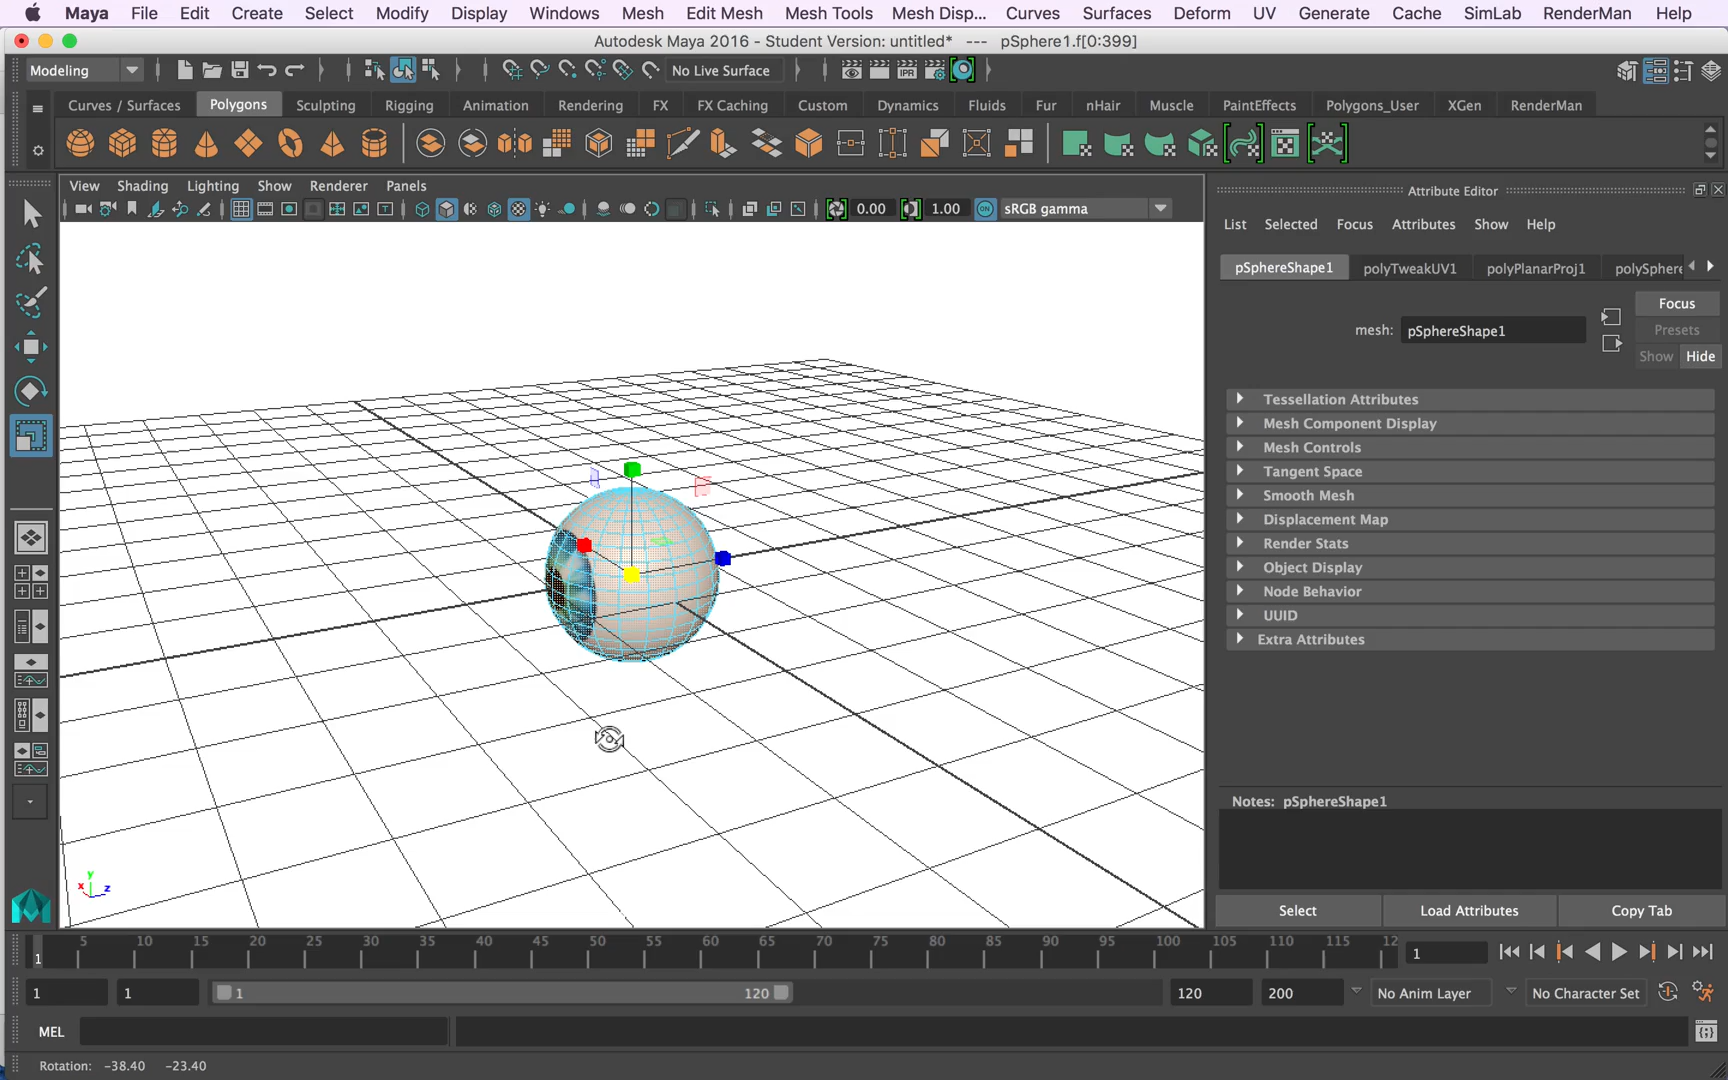 Maya File Edit Create Select Modify Display Windows Mesh Edit Mesh Mesh Tools Mesh Disp... Curves Surfaces Deform UV Generate Cache SimLab RenderMan Help
Autodesk Maya 2016 - Student Version: untitled* --- pSphere1.f[0:399]
Modeling No Live Surface IPR
Curves / Surfaces Polygons Sculpting Rigging Animation Rendering FX FX Caching Custom Dynamics Fluids Fur nHair Muscle PaintEffects Polygons_User XGen RenderMan
View Shading Lighting Show Renderer Panels
0.00 1.00 ON sRGB gamma
Attribute Editor
List Selected Focus Attributes Show Help
pSphereShape1 polyTweakUV1 polyPlanarProj1 polySphere
Focus
mesh: pSphereShape1
Presets
Show Hide
Tessellation Attributes
Mesh Component Display
Mesh Controls
Tangent Space
Smooth Mesh
Displacement Map
Render Stats
Object Display
Node Behavior
UUID
Extra Attributes
Notes: pSphereShape1
y
x z
Select Load Attributes Copy Tab
5 10 15 20 25 30 35 40 45 50 55 60 65 70 75 80 85 90 95 100 105 110 115 12
1 1
1 1 1 120 120 200 No Anim Layer No Character Set
MEL
Rotation: -38.40 -23.40